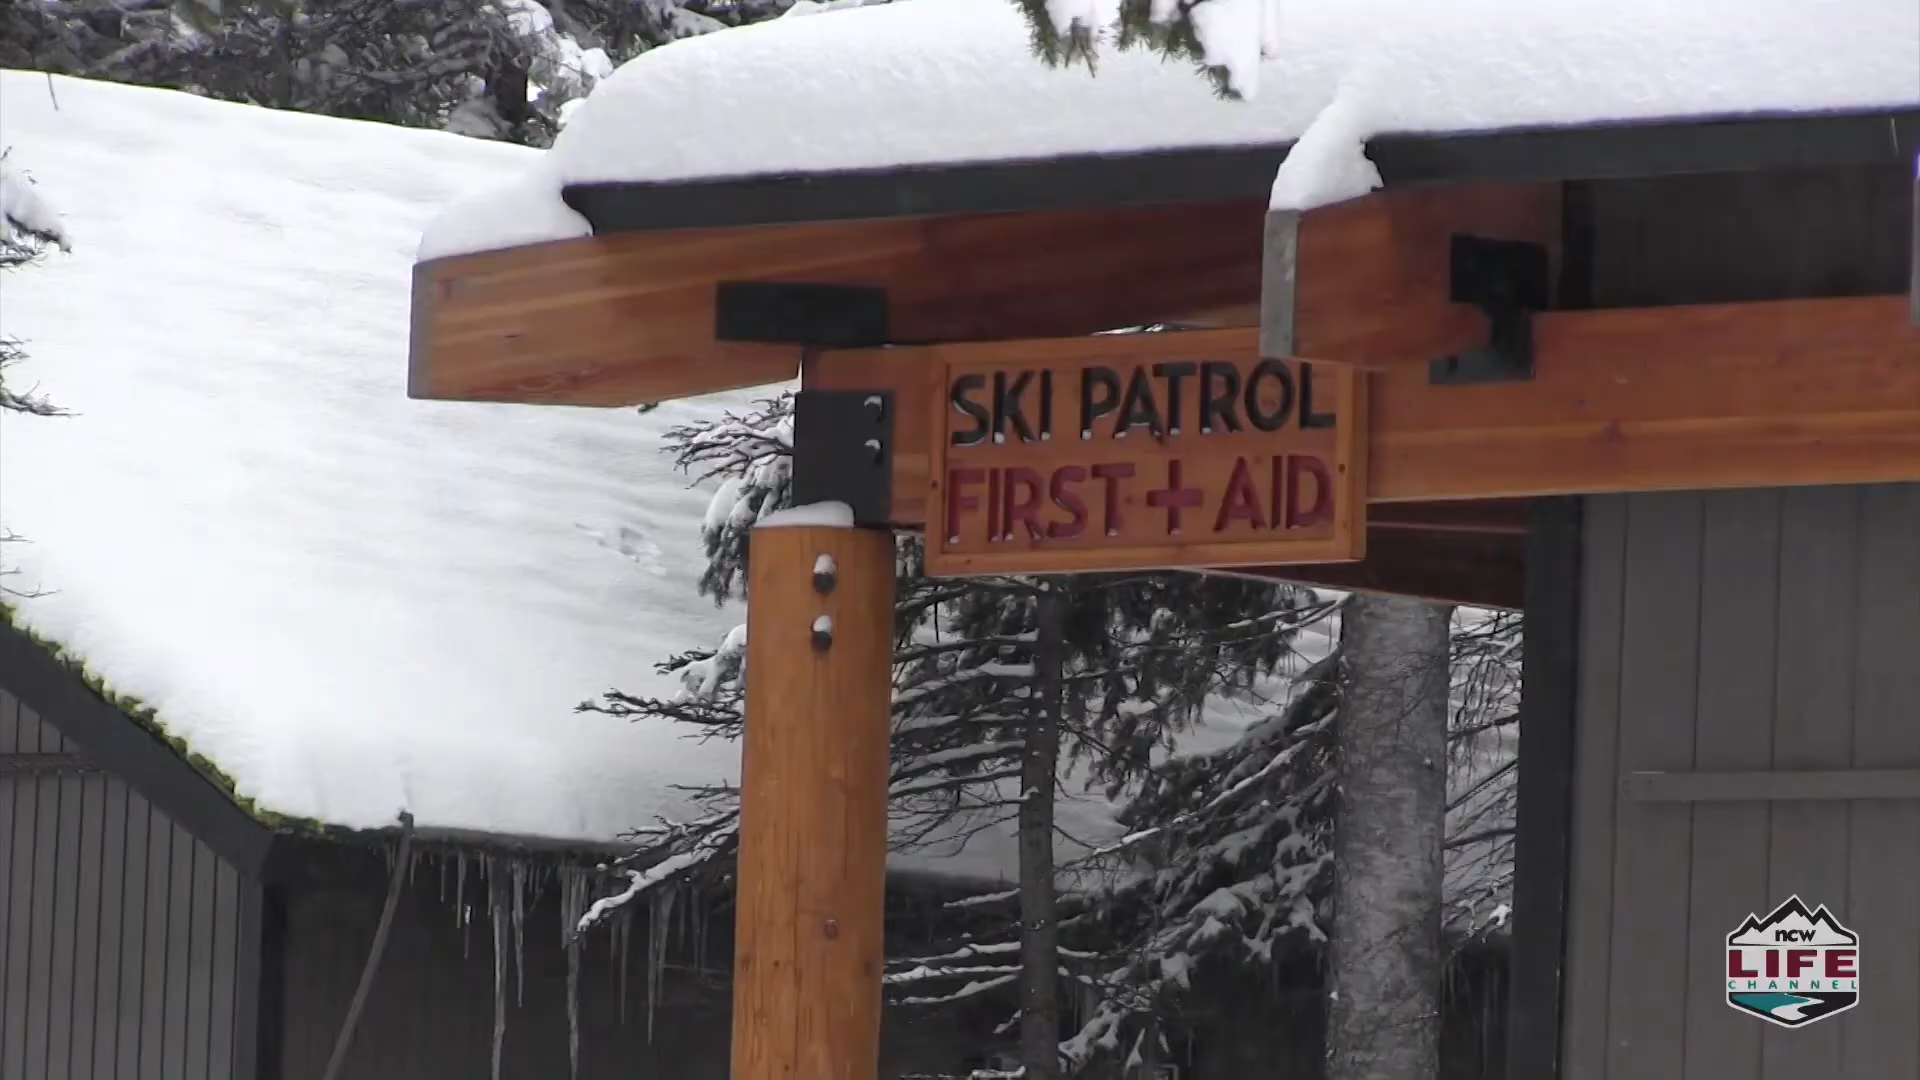 SKI PATROL
FIRST + AID
ncw
LIFE
CHANNEL